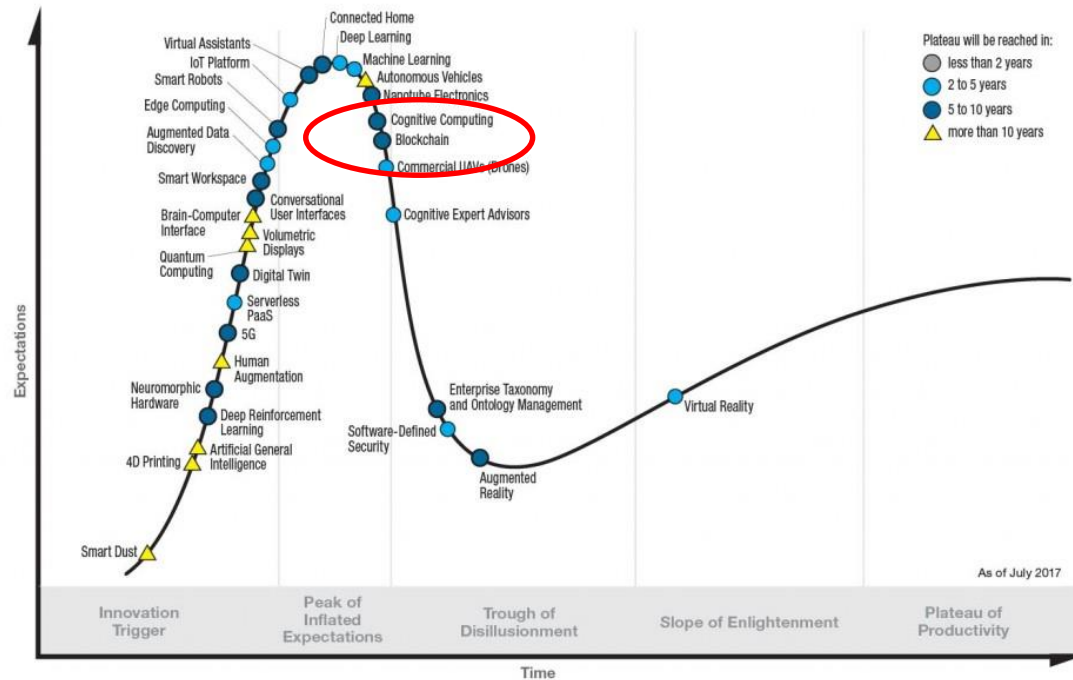 Connected Home
Deep Learning
Virtual Assistants
Machine Learning
IoT Platform
Autonomous Vehicles
Smart Robots
Nanotube Electronics
Edge Computing
Cognitive Computing
Blockchain
Augmented Data
Discovery
Commercial UAVs (Drones)
Smart Workspace
Conversational
User Interfaces
Cognitive Expert Advisors
Brain-Computer
Interface
Volumetric
Displays
Quantum
Computing
Digital Twin
Serverless
PaaS
5G
Human
Augmentation
Neuromorphic
Hardware
Deep Reinforcement
Learning
Artificial General
Intelligence
4D Printing
Smart Dust
Enterprise Taxonomy
and Ontology Management
Software-Defined
Security
Augmented
Reality
Virtual Reality
Plateau will be reached in:
less than 2 years
2 to 5 years
5 to 10 years
more than 10 years
As of July 2017
Expectations
Innovation
Trigger
Peak of
Inflated
Expectations
Trough of
Disillusionment
Slope of Enlightenment
Plateau of
Productivity
Time